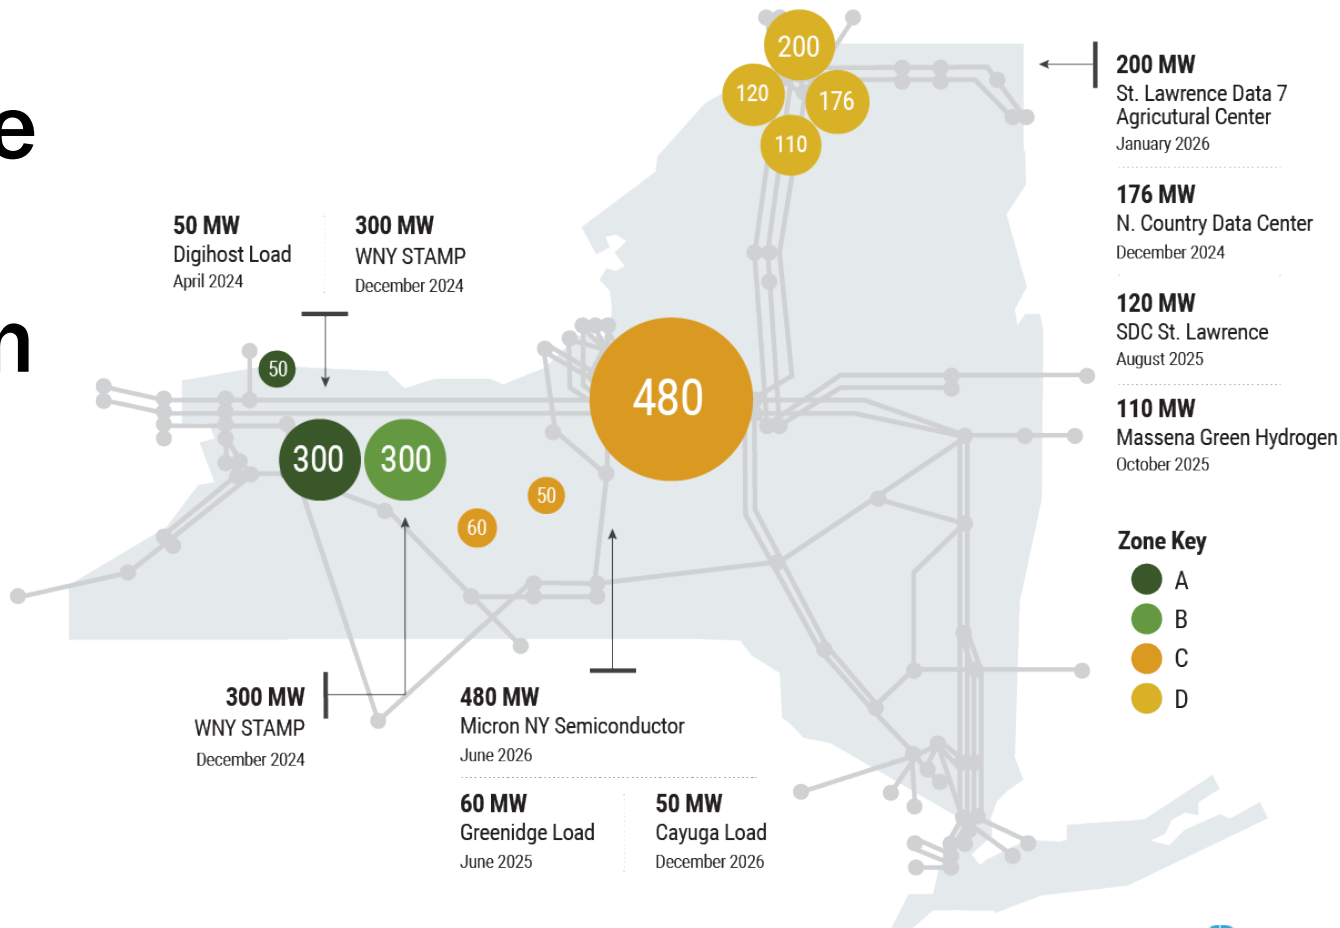 e
n
200
120
176
110
200 MW
St. Lawrence Data 7
Agricutural Center
January 2026
176 MW
N. Country Data Center
December 2024
120 MW
SDC St. Lawrence
August 2025
110 MW
Massena Green Hydrogen
October 2025
50 MW
Digihost Load
April 2024
300 MW
WNY STAMP
December 2024
50
480
300
300
50
60
Zone Key
A
B
C
D
300 MW
WNY STAMP
December 2024
480 MW
Micron NY Semiconductor
June 2026
60 MW
Greenidge Load
June 2025
50 MW
Cayuga Load
December 2026